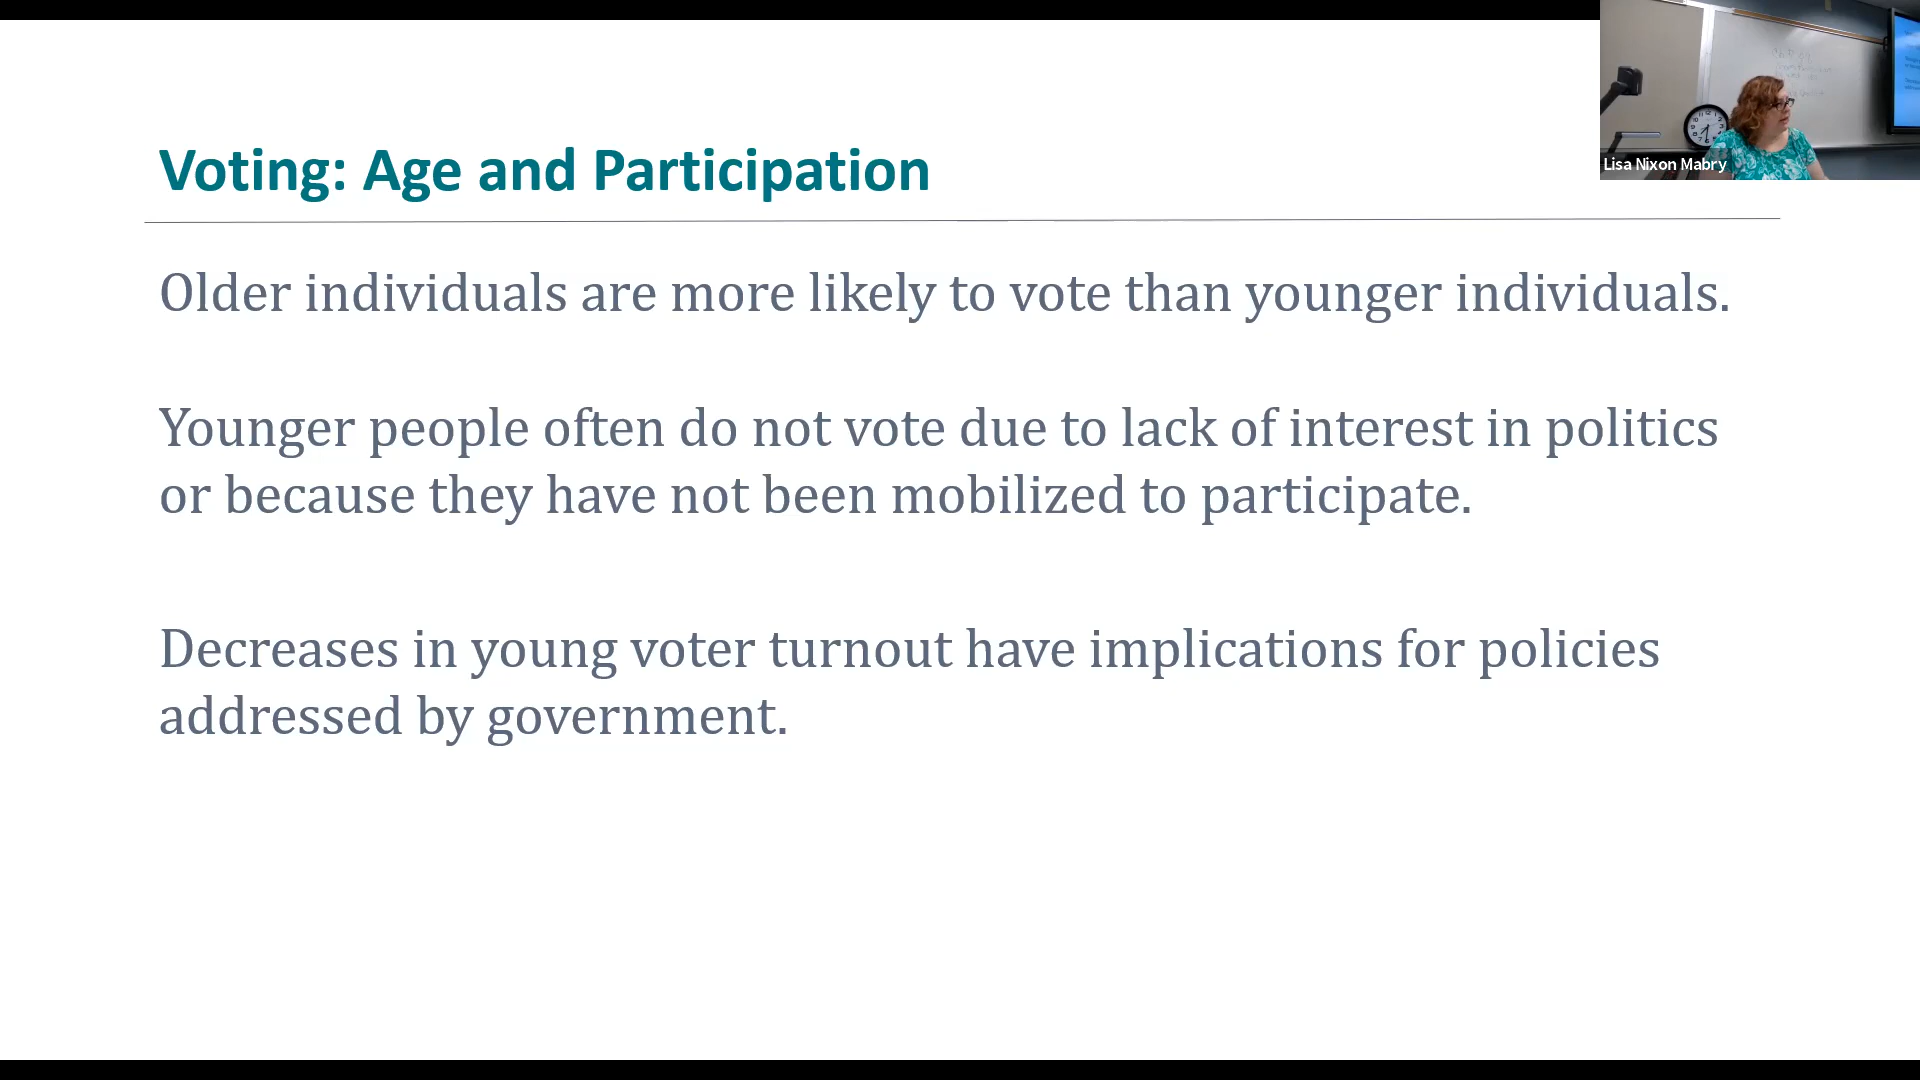 Voting: Age and Participation
Older individuals are more likely to vote than younger individuals.
Younger people often do not vote due to lack of interest in politics
or because they have not been mobilized to participate.
Decreases in young voter turnout have implications for policies
addressed by government.
Lisa Nixon Mabry